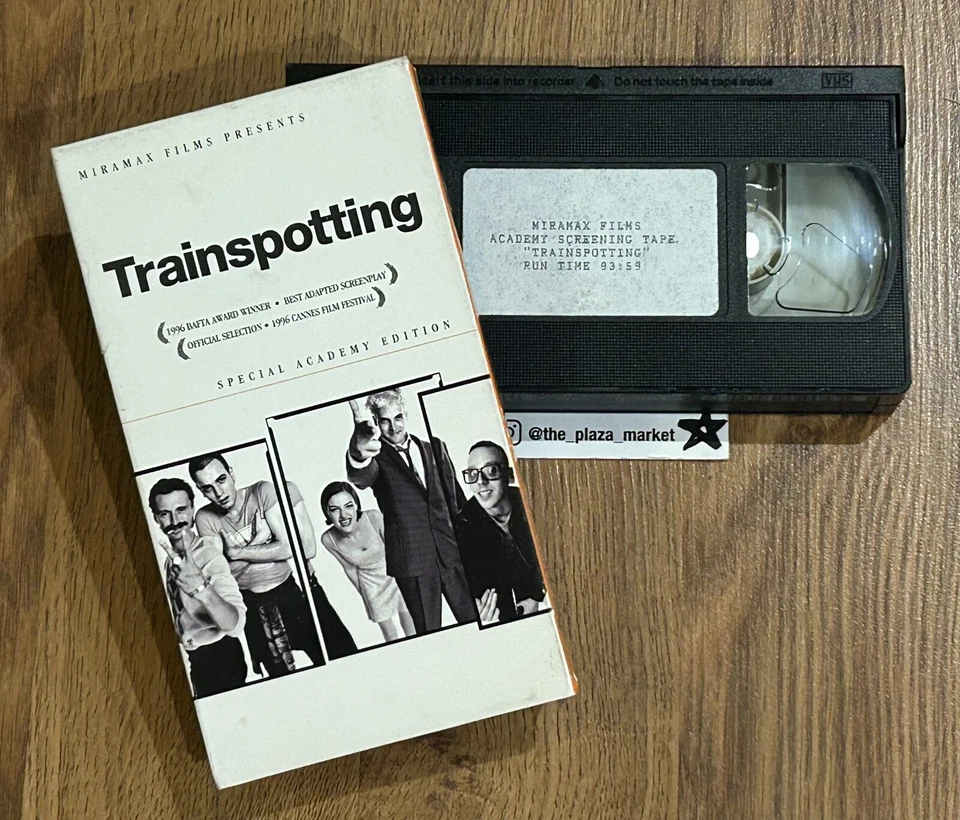 MIRAMAX FILMS PRESENTS
Trainspotting
1996 BAFTA AWARD WINNER • BEST ADAPTED SCREENPLAY
OFFICIAL SELECTION • 1996 CANNES FILM FESTIVAL
SPECIAL ACADEMY EDITION
this side into recorder Do not touch the tape inside VHS
MIRAMAX FILMS
ACADEMY SCREENING TAPE
"TRAINSPOTTING"
RUN TIME 93:59
@the_plaza_market